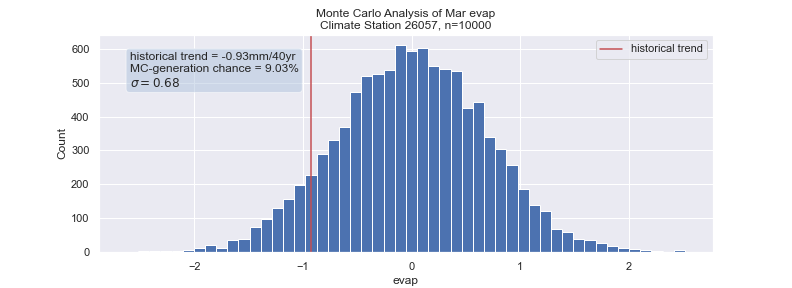 Monte Carlo Analysis of Mar evap
Climate Station 26057, n=10000
historical trend = -0.93mm/40yr
MC-generation chance = 9.03%
σ = 0.68
historical trend
600
500
400
300
200
100
0
Count
−2
−1
0
1
2
evap